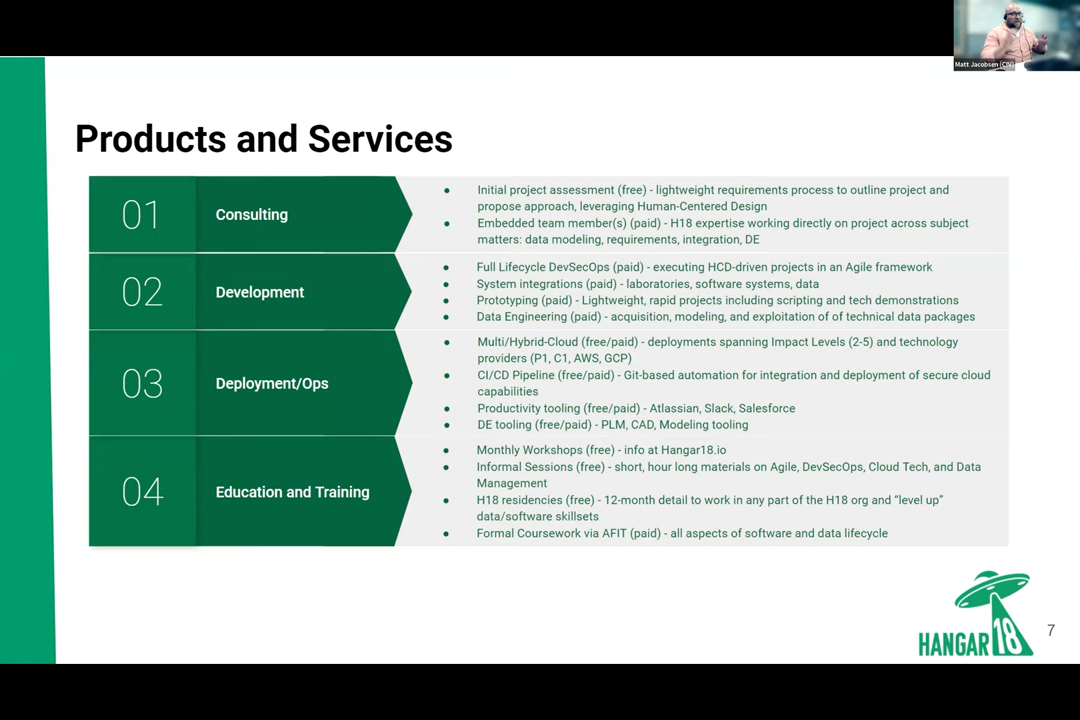 Matt Jacobsen (CIV)
Products and Services
01
Consulting
• Initial project assessment (free) - lightweight requirements process to outline project and
propose approach, leveraging Human-Centered Design
• Embedded team member(s) (paid) - H18 expertise working directly on project across subject
matters: data modeling, requirements, integration, DE
02
Development
• Full Lifecycle DevSecOps (paid) - executing HCD-driven projects in an Agile framework
• System integrations (paid) - laboratories, software systems, data
• Prototyping (paid) - Lightweight, rapid projects including scripting and tech demonstrations
• Data Engineering (paid) - acquisition, modeling, and exploitation of of technical data packages
03
Deployment/Ops
• Multi/Hybrid-Cloud (free/paid) - deployments spanning Impact Levels (2-5) and technology
providers (P1, C1, AWS, GCP)
• CI/CD Pipeline (free/paid) - Git-based automation for integration and deployment of secure cloud
capabilities
• Productivity tooling (free/paid) - Atlassian, Slack, Salesforce
• DE tooling (free/paid) - PLM, CAD, Modeling tooling
04
Education and Training
• Monthly Workshops (free) - info at Hangar18.io
• Informal Sessions (free) - short, hour long materials on Agile, DevSecOps, Cloud Tech, and Data
Management
• H18 residencies (free) - 12-month detail to work in any part of the H18 org and “level up”
data/software skillsets
• Formal Coursework via AFIT (paid) - all aspects of software and data lifecycle
HANGAR 18
7